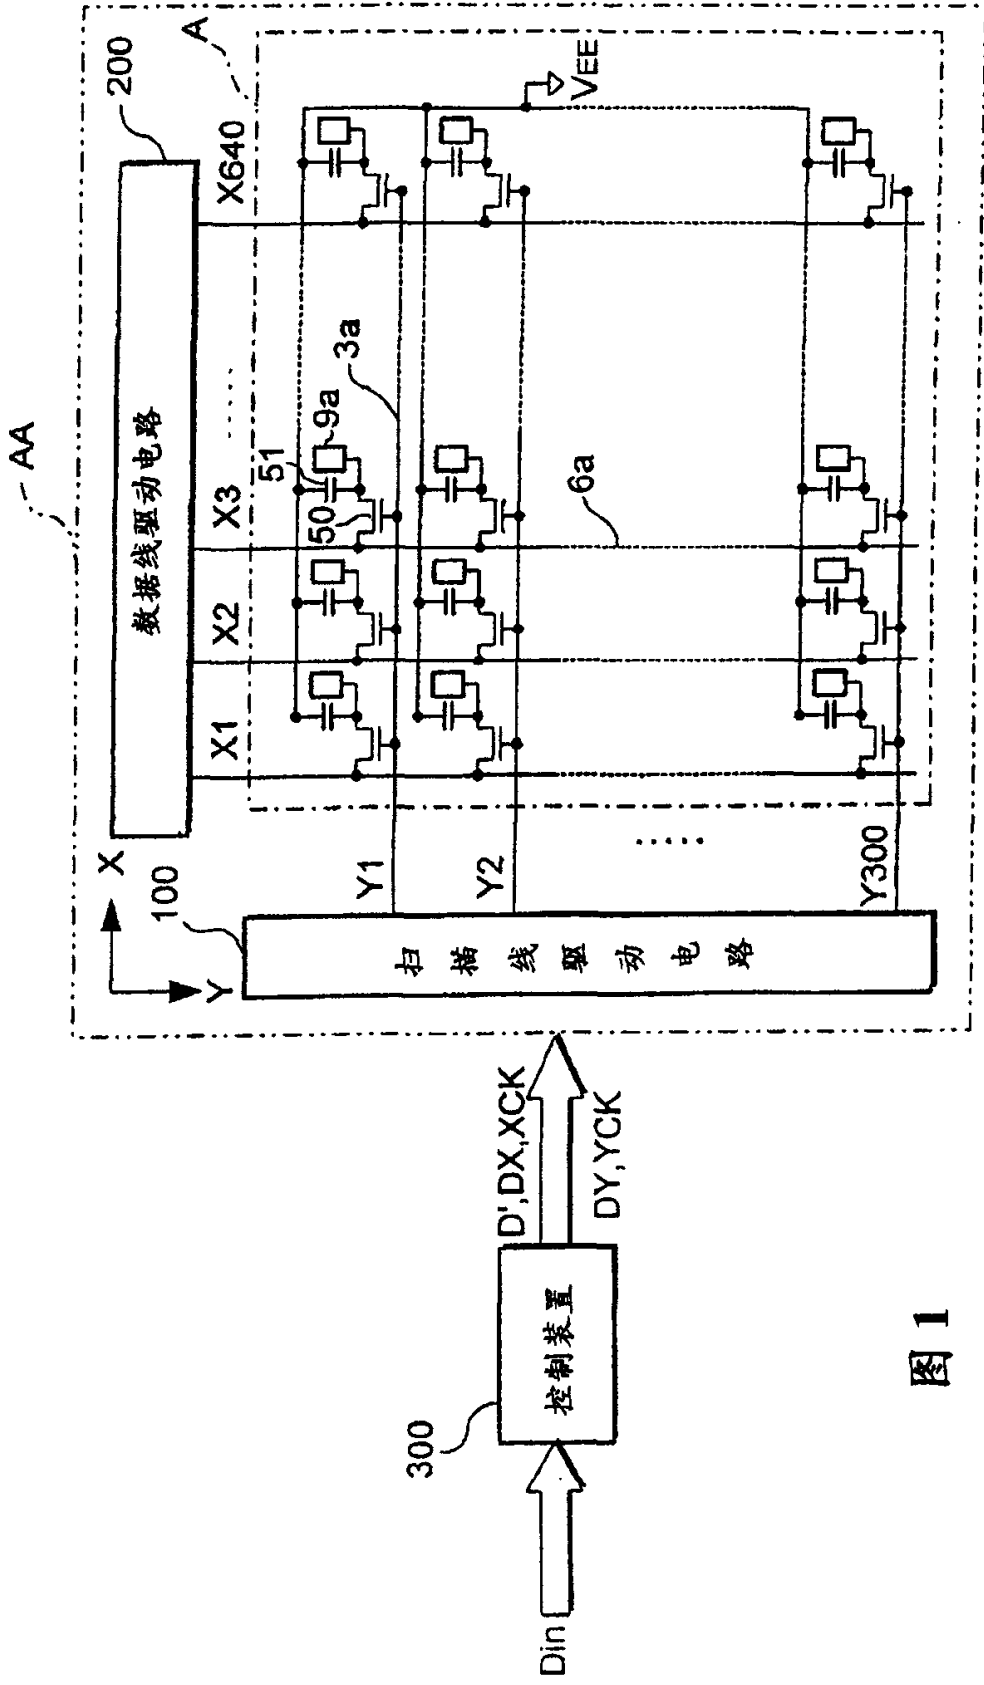 AA
200
数据线驱动电路
A
X
100
Y
X1
X2
X3
.....
X640
51
9a
50
3a
6a
VEE
Y1
Y2
.....
Y300
扫描线驱动电路
D',DX,XCK
DY,YCK
300
控制装置
Din
图 1